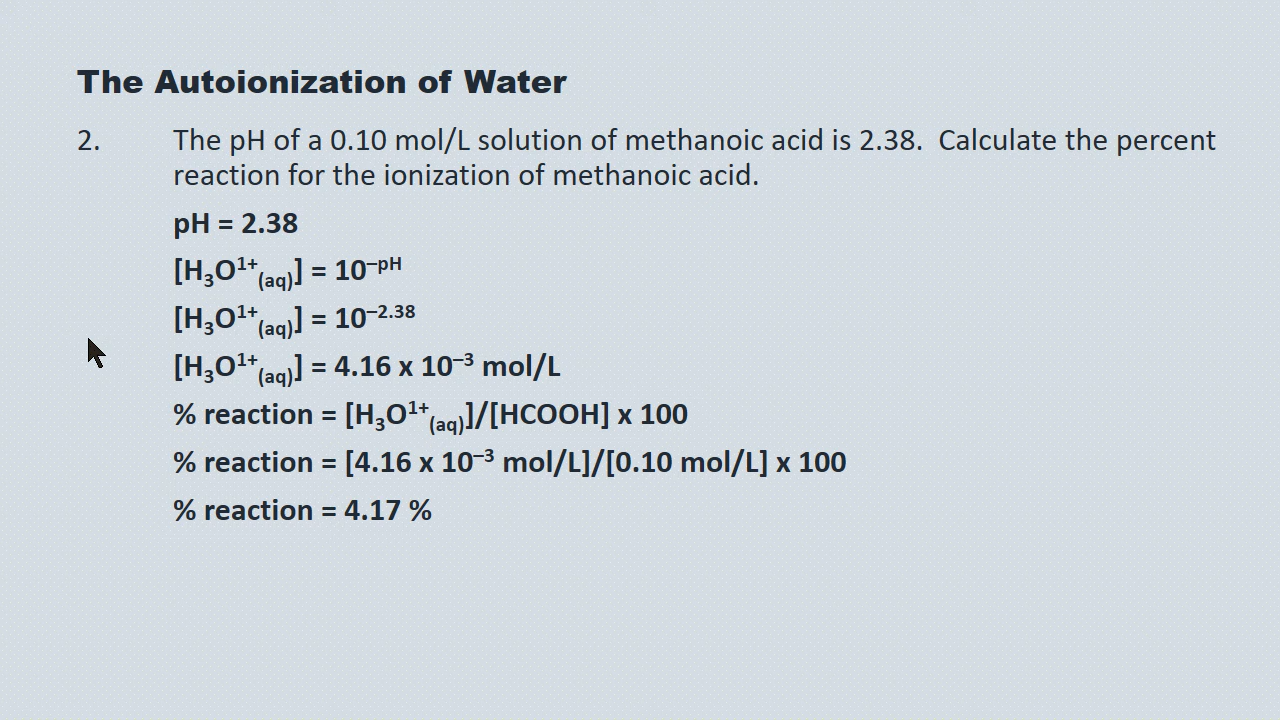 The Autoionization of Water
2. The pH of a 0.10 mol/L solution of methanoic acid is 2.38. Calculate the percent
reaction for the ionization of methanoic acid.
pH = 2.38
[H₃O¹⁺₍aq₎] = 10⁻ᵖᴴ
[H₃O¹⁺₍aq₎] = 10⁻²·³⁸
[H₃O¹⁺₍aq₎] = 4.16 x 10⁻³ mol/L
% reaction = [H₃O¹⁺₍aq₎]/[HCOOH] x 100
% reaction = [4.16 x 10⁻³ mol/L]/[0.10 mol/L] x 100
% reaction = 4.17 %